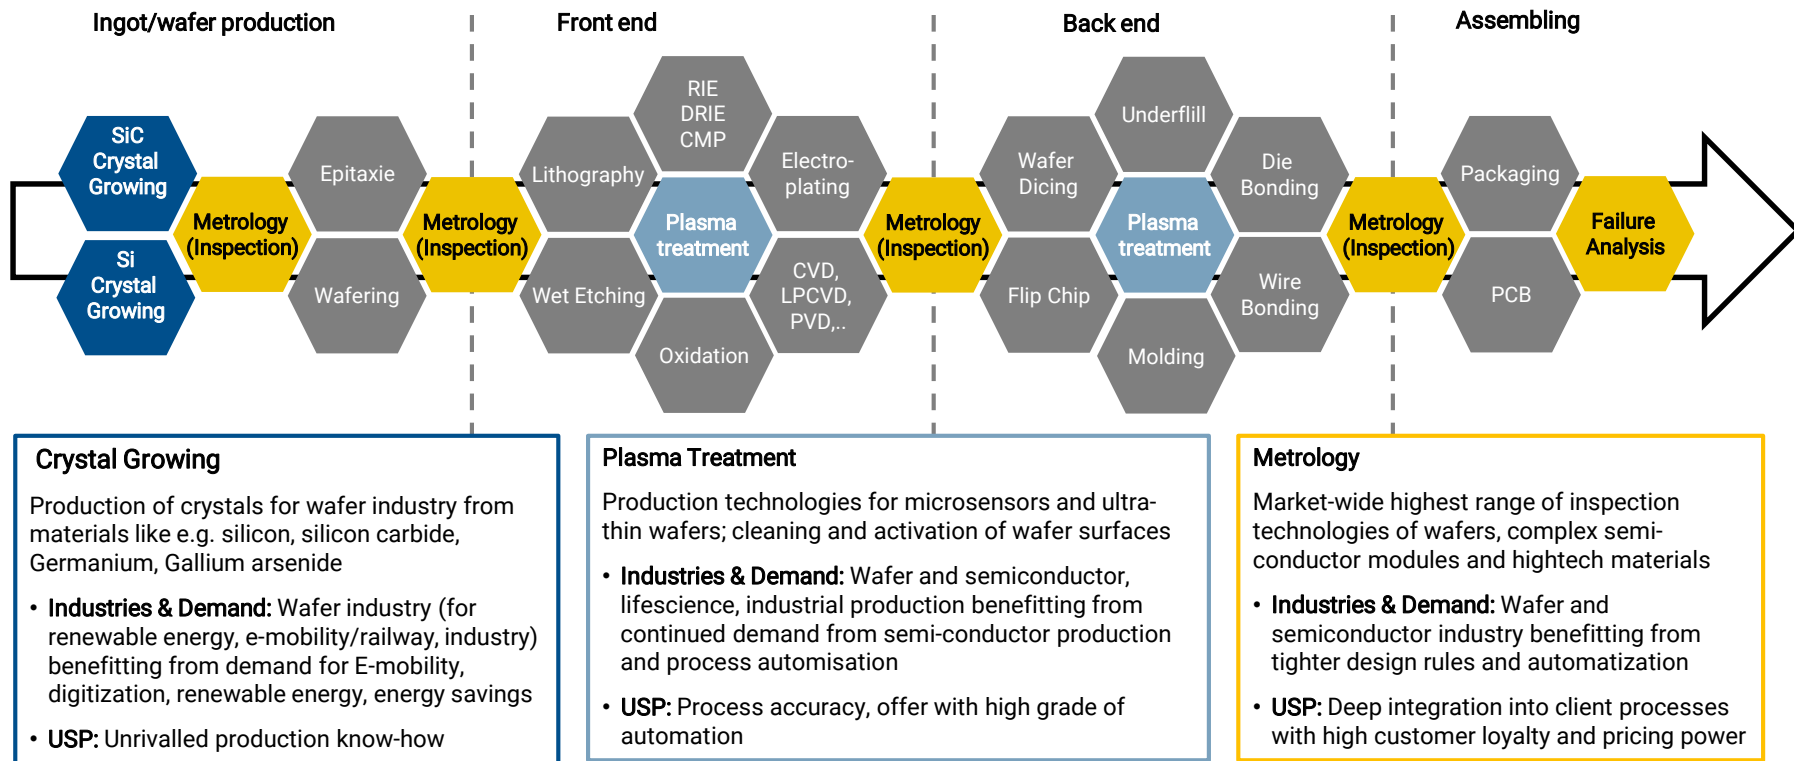 Ingot/wafer production
Front end
Back end
Assembling
SiC
Crystal
Growing
Si
Crystal
Growing
Metrology
(Inspection)
Epitaxie
Wafering
Metrology
(Inspection)
Lithography
Wet Etching
RIE
DRIE
CMP
Plasma
treatment
Oxidation
Electro-
plating
CVD,
LPCVD,
PVD,..
Metrology
(Inspection)
Wafer
Dicing
Flip Chip
Underflill
Plasma
treatment
Molding
Die
Bonding
Wire
Bonding
Metrology
(Inspection)
Packaging
PCB
Failure
Analysis
Crystal Growing
Production of crystals for wafer industry from
materials like e.g. silicon, silicon carbide,
Germanium, Gallium arsenide
• Industries & Demand: Wafer industry (for
renewable energy, e-mobility/railway, industry)
benefitting from demand for E-mobility,
digitization, renewable energy, energy savings
• USP: Unrivalled production know-how
Plasma Treatment
Production technologies for microsensors and ultra-
thin wafers; cleaning and activation of wafer surfaces
• Industries & Demand: Wafer and semiconductor,
lifescience, industrial production benefitting from
continued demand from semi-conductor production
and process automisation
• USP: Process accuracy, offer with high grade of
automation
Metrology
Market-wide highest range of inspection
technologies of wafers, complex semi-
conductor modules and hightech materials
• Industries & Demand: Wafer and
semiconductor industry benefitting from
tighter design rules and automatization
• USP: Deep integration into client processes
with high customer loyalty and pricing power